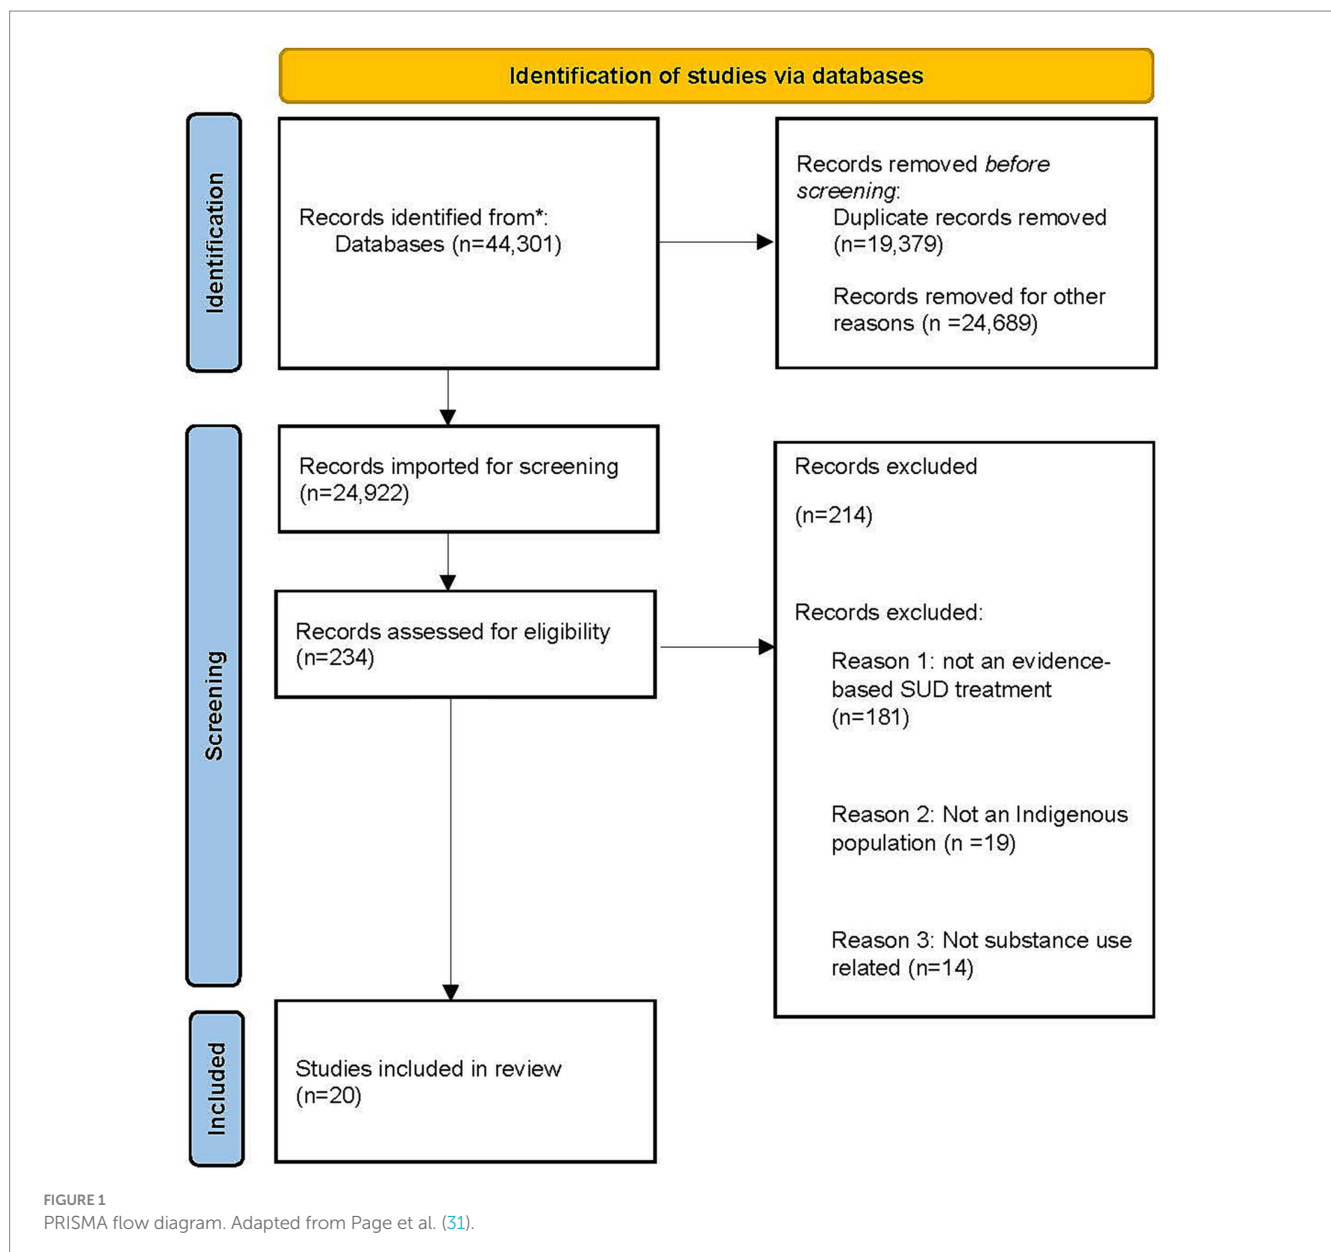 Identification of studies via databases
Identification
Records identified from*:
Databases (n=44,301)
Records removed before
screening:
Duplicate records removed
(n=19,379)
Records removed for other
reasons (n =24,689)
Screening
Records imported for screening
(n=24,922)
Records assessed for eligibility
(n=234)
Records excluded
(n=214)
Records excluded:
Reason 1: not an evidence-
based SUD treatment
(n=181)
Reason 2: Not an Indigenous
population (n =19)
Reason 3: Not substance use
related (n=14)
Included
Studies included in review
(n=20)
FIGURE 1
PRISMA flow diagram. Adapted from Page et al. (31).